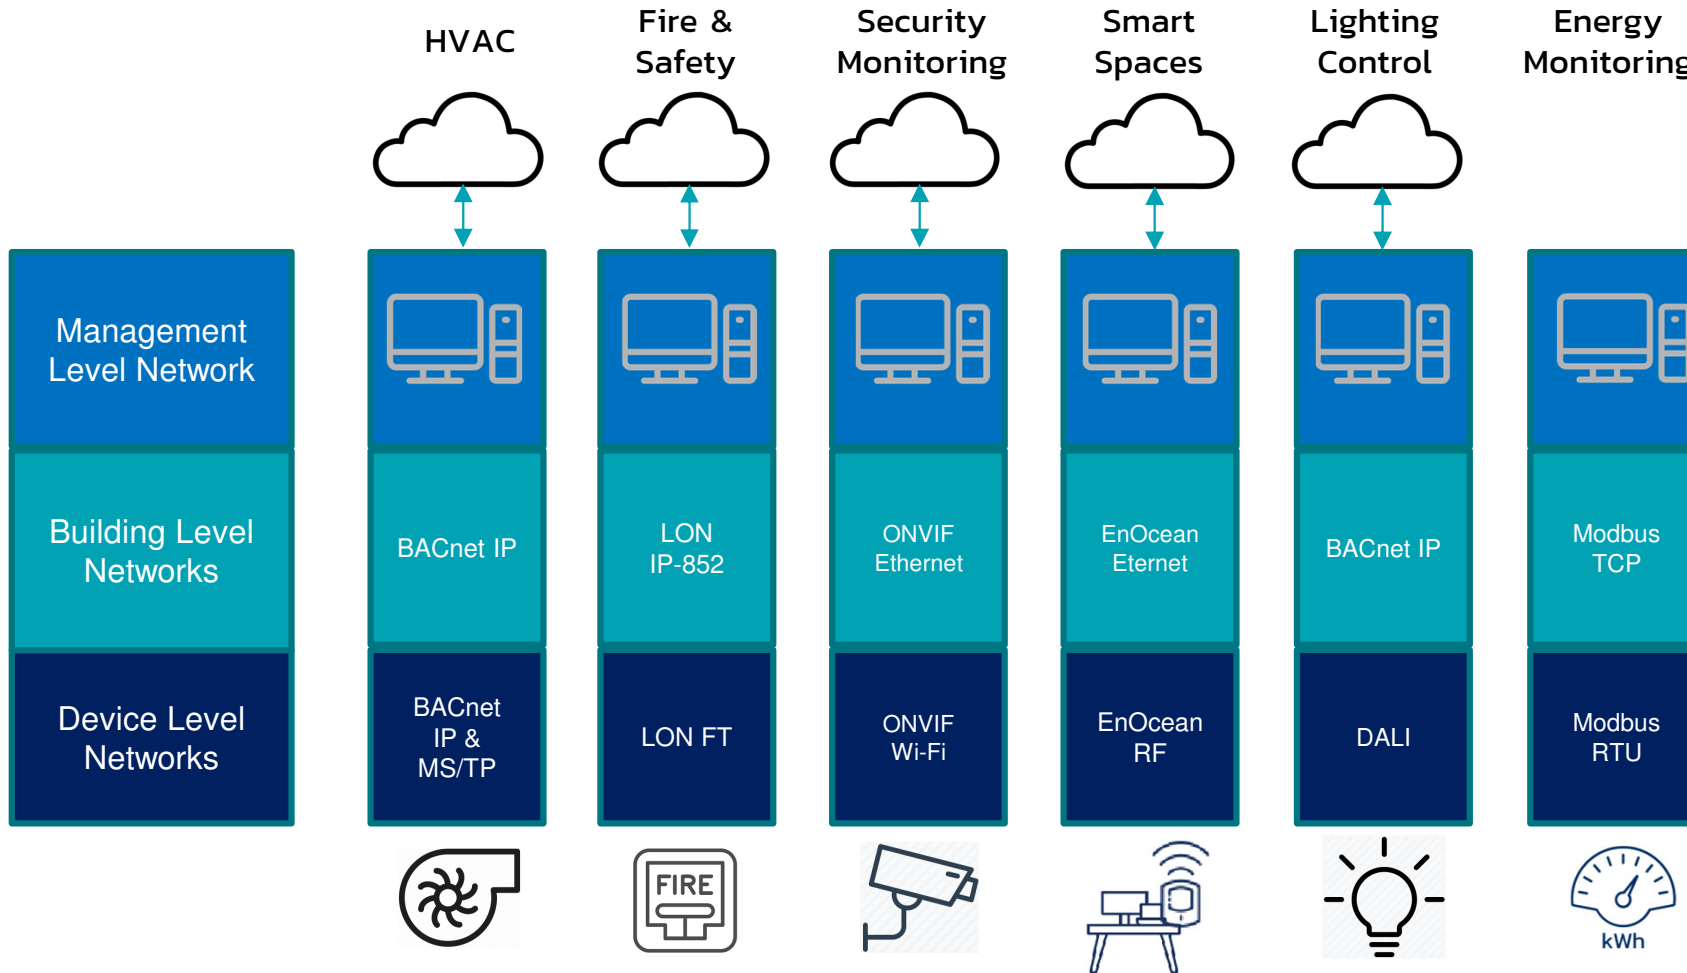 HVAC
Fire &
Safety
Security
Monitoring
Smart
Spaces
Lighting
Control
Energy
Monitoring
Management
Level Network
Building Level
Networks
BACnet IP
LON
IP-852
ONVIF
Ethernet
EnOcean
Eternet
BACnet IP
Modbus
TCP
Device Level
Networks
BACnet
IP &
MS/TP
LON FT
ONVIF
Wi-Fi
EnOcean
RF
DALI
Modbus
RTU
FIRE
kWh